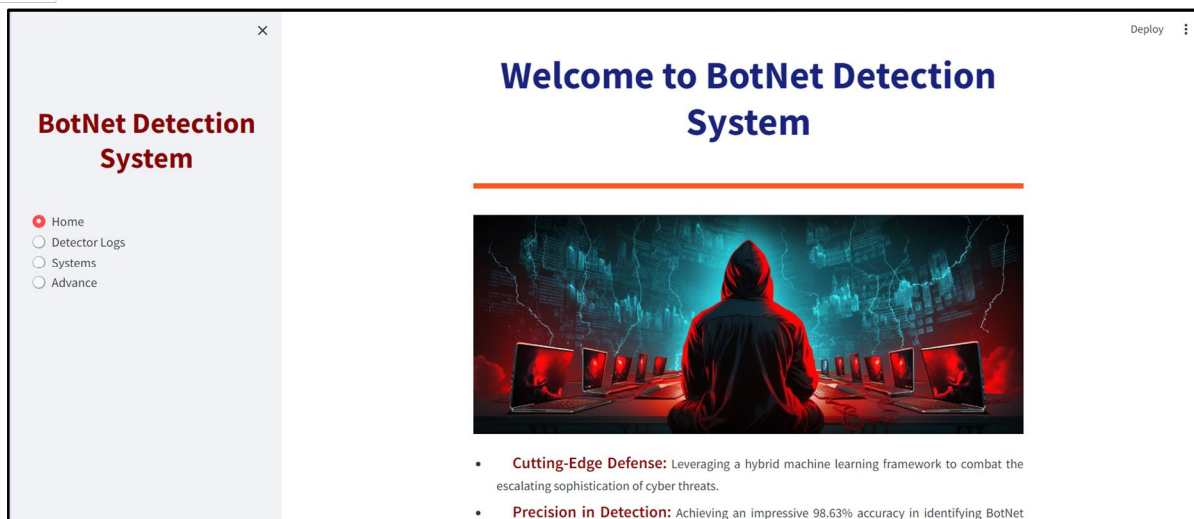 Deploy
BotNet Detection
System
Home
Detector Logs
Systems
Advance
Welcome to BotNet Detection
System
Cutting-Edge Defense: Leveraging a hybrid machine learning framework to combat the
escalating sophistication of cyber threats.
Precision in Detection: Achieving an impressive 98.63% accuracy in identifying BotNet